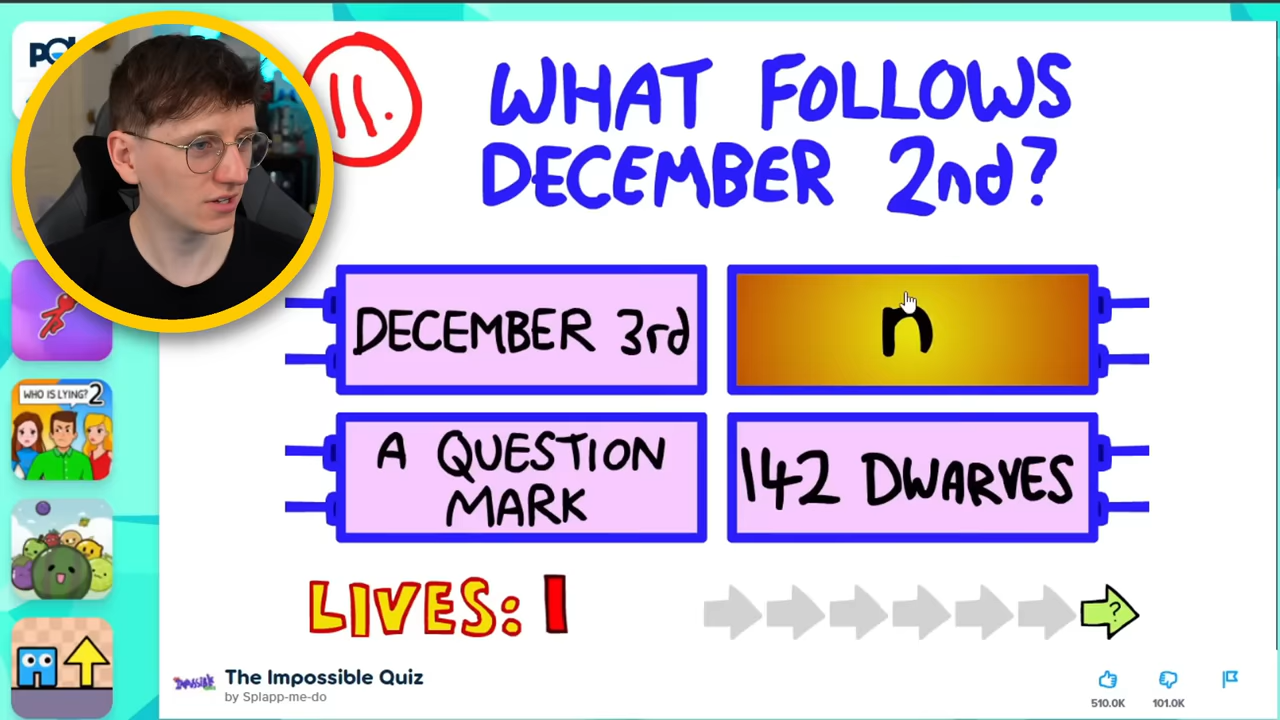 11.
WHAT FOLLOWS
DECEMBER 2nd?
DECEMBER 3rd
n
A QUESTION
MARK
142 DWARVES
LIVES: 1
?
WHO IS LYING? 2
The Impossible Quiz
by Splapp-me-do
510.0K
101.0K